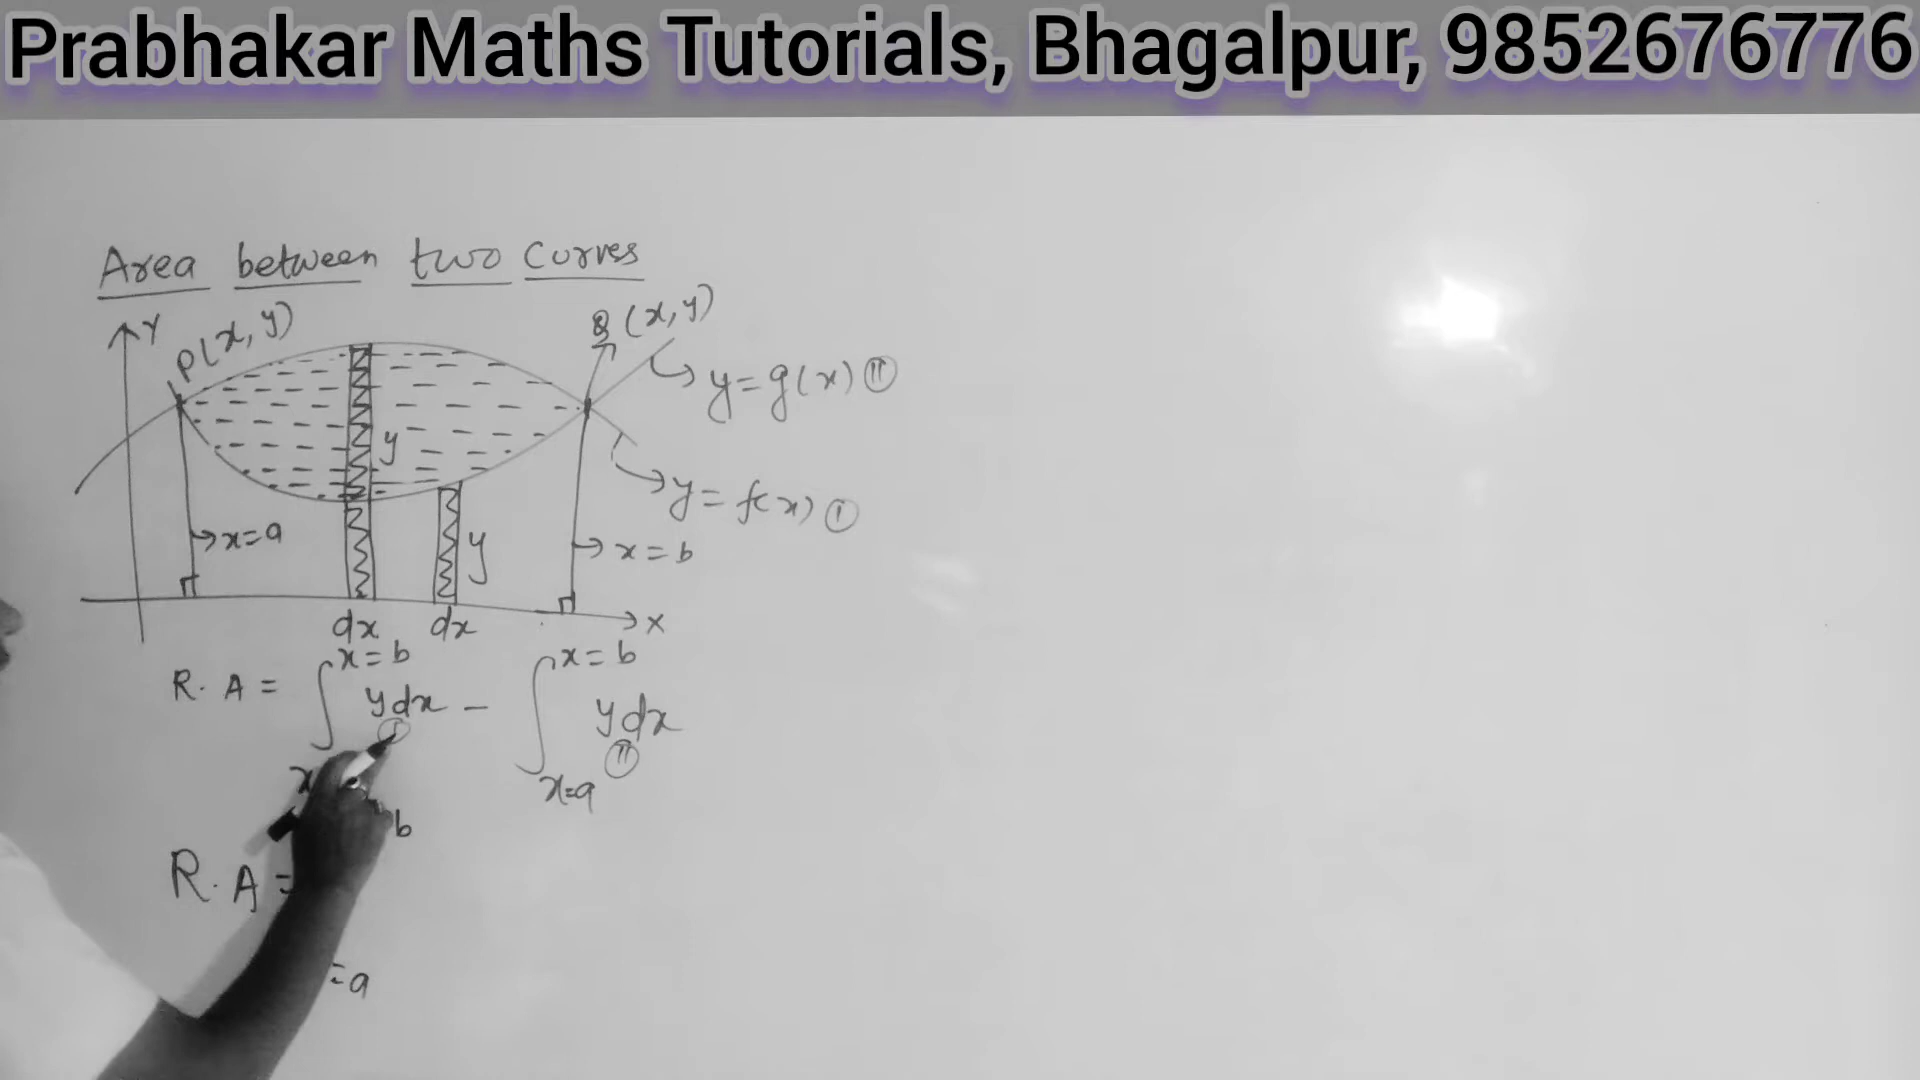 Prabhakar Maths Tutorials, Bhagalpur, 9852676776
Area between two curves
Y
P(x, y)
Q (x, y)
y = g(x) II
y
y = f(x) I
x=a
y
x = b
dx
dx
X
R. A = ∫ x=b y dx I - ∫ x=b x=a y dx II
x
b
R. A =
=a